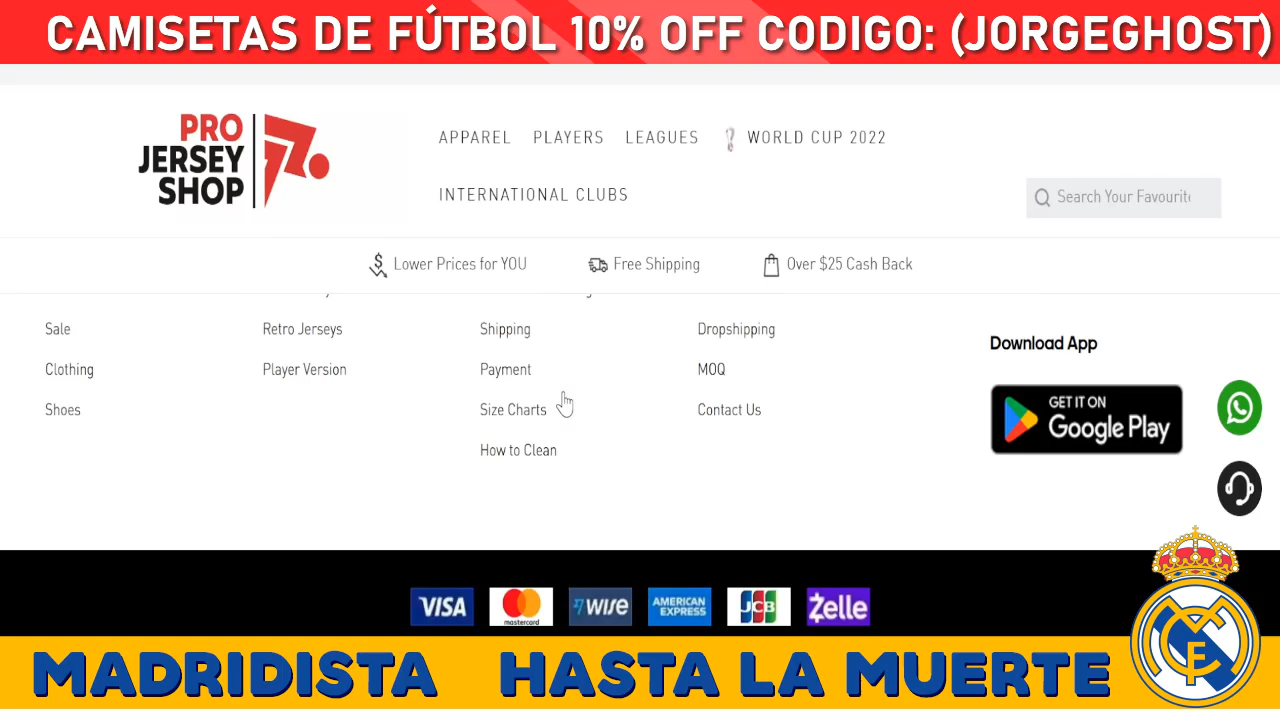 CAMISETAS DE FÚTBOL 10% OFF CODIGO: (JORGEGHOST)
PRO
JERSEY
SHOP
APPAREL PLAYERS LEAGUES WORLD CUP 2022
INTERNATIONAL CLUBS
Search Your Favourit
Lower Prices for YOU Free Shipping Over $25 Cash Back
Sale Retro Jerseys Shipping Dropshipping
Download App
Clothing Player Version Payment MOQ
Shoes Size Charts Contact Us
GET IT ON
Google Play
How to Clean
VISA mastercard WISE AMERICAN EXPRESS JCB Zelle
MADRIDISTA HASTA LA MUERTE